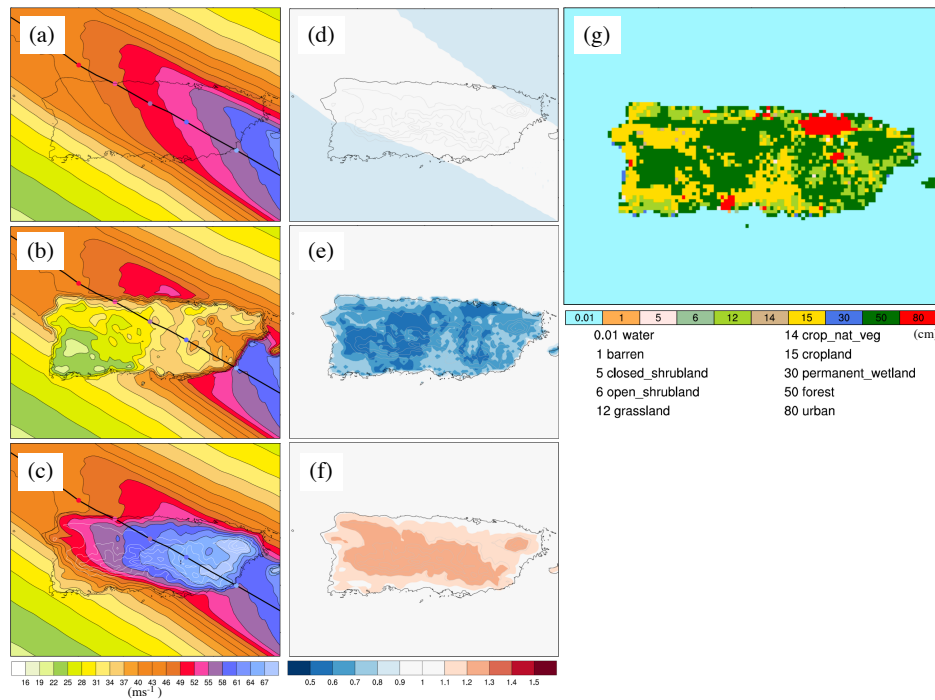 (a)
(d)
(g)
(b)
(e)
0.01 1 5 6 12 14 15 30 50 80
(cm)
0.01 water
1 barren
5 closed_shrubland
6 open_shrubland
12 grassland
14 crop_nat_veg
15 cropland
30 permanent_wetland
50 forest
80 urban
(c)
(f)
16 19 22 25 28 31 34 37 40 43 46 49 52 55 58 61 64 67
(ms⁻¹)
0.5 0.6 0.7 0.8 0.9 1 1.1 1.2 1.3 1.4 1.5